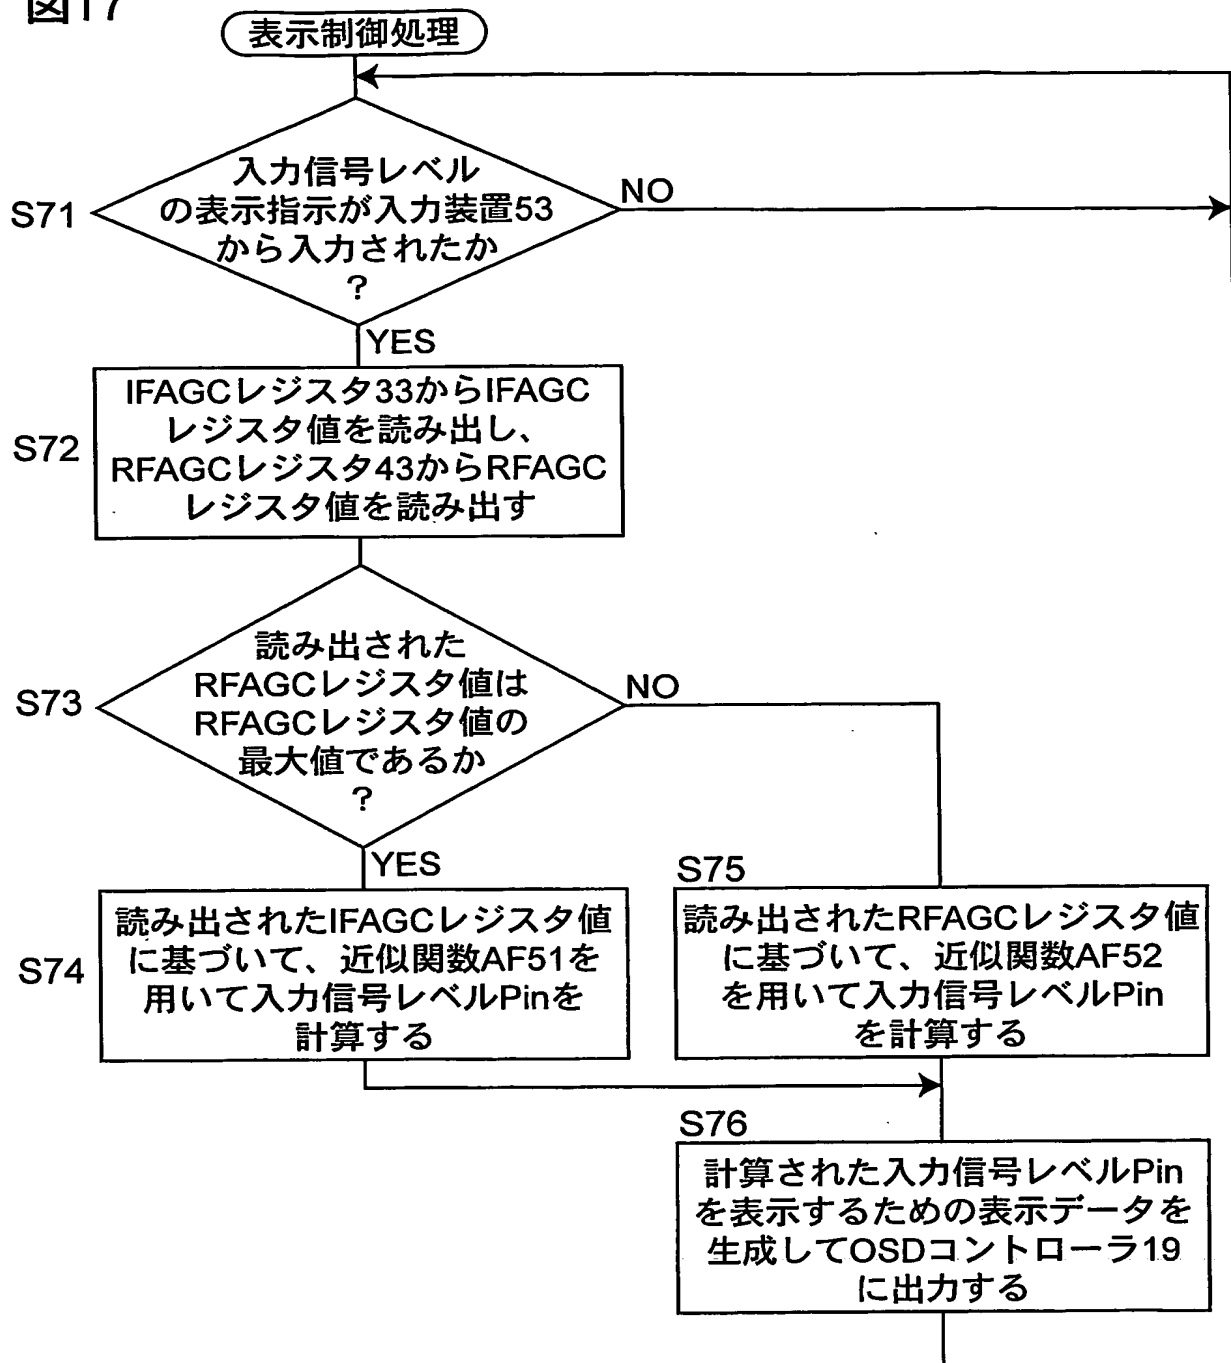 図17
表示制御処理
入力信号レベル
の表示指示が入力装置53
から入力されたか
?
S71
NO
YES
IFAGCレジスタ33からIFAGC
レジスタ値を読み出し、
RFAGCレジスタ43からRFAGC
レジスタ値を読み出す
S72
読み出された
RFAGCレジスタ値は
RFAGCレジスタ値の
最大値であるか
?
S73
NO
YES
読み出されたIFAGCレジスタ値
に基づいて、近似関数AF51を
用いて入力信号レベルPinを
計算する
S74
S75
読み出されたRFAGCレジスタ値
に基づいて、近似関数AF52
を用いて入力信号レベルPin
を計算する
S76
計算された入力信号レベルPin
を表示するための表示データを
生成してOSDコントローラ19
に出力する